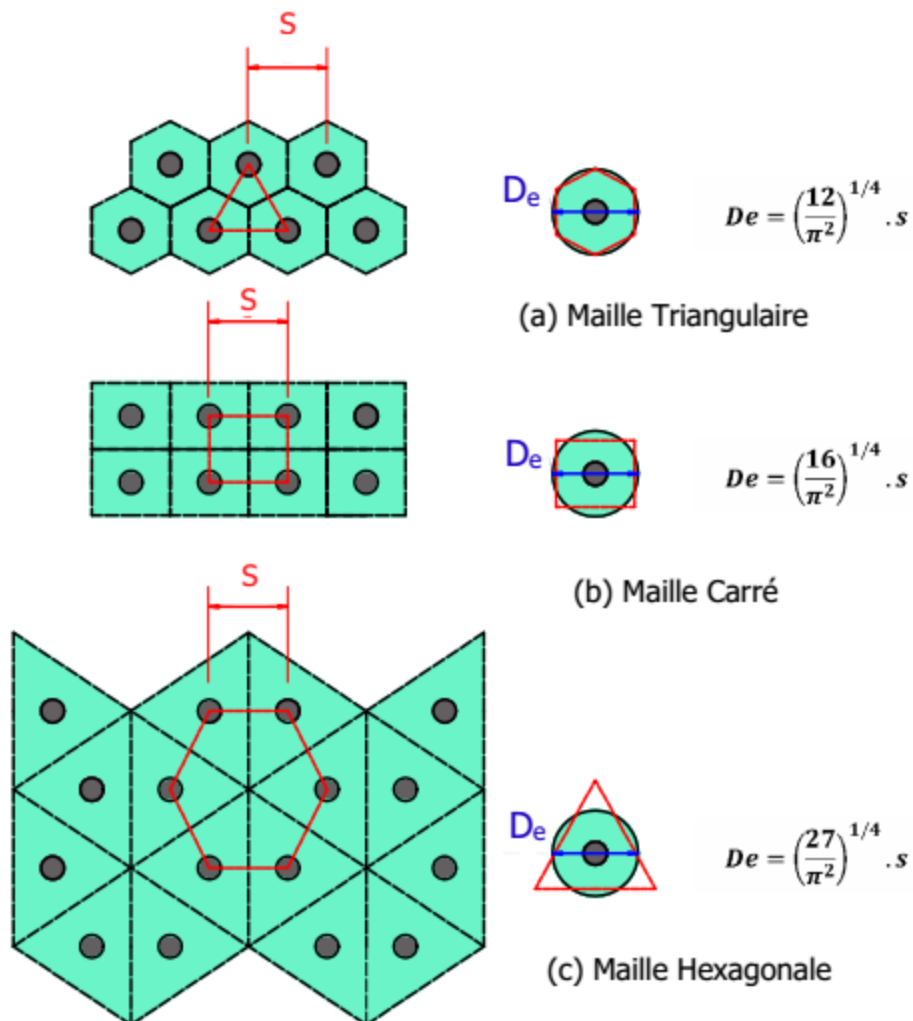 S
Dₑ
De = (12/π²)^1/4 . s
(a) Maille Triangulaire
S
Dₑ
De = (16/π²)^1/4 . s
(b) Maille Carré
S
Dₑ
De = (27/π²)^1/4 . s
(c) Maille Hexagonale